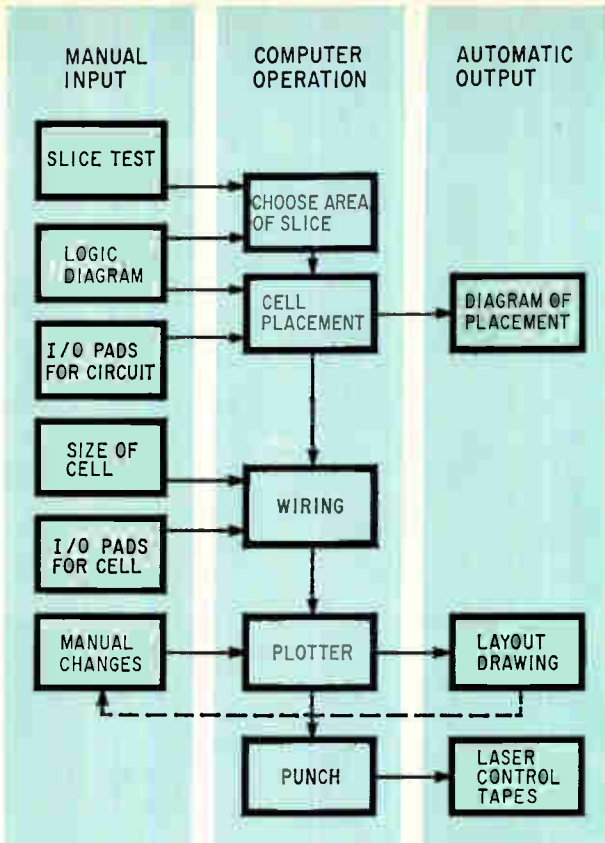 MANUAL
INPUT
COMPUTER
OPERATION
AUTOMATIC
OUTPUT
SLICE TEST
CHOOSE AREA
OF SLICE
LOGIC
DIAGRAM
CELL
PLACEMENT
DIAGRAM OF
PLACEMENT
I/O PADS
FOR CIRCUIT
SIZE OF
CELL
WIRING
I/O PADS
FOR CELL
MANUAL
CHANGES
PLOTTER
LAYOUT
DRAWING
PUNCH
LASER
CONTROL
TAPES